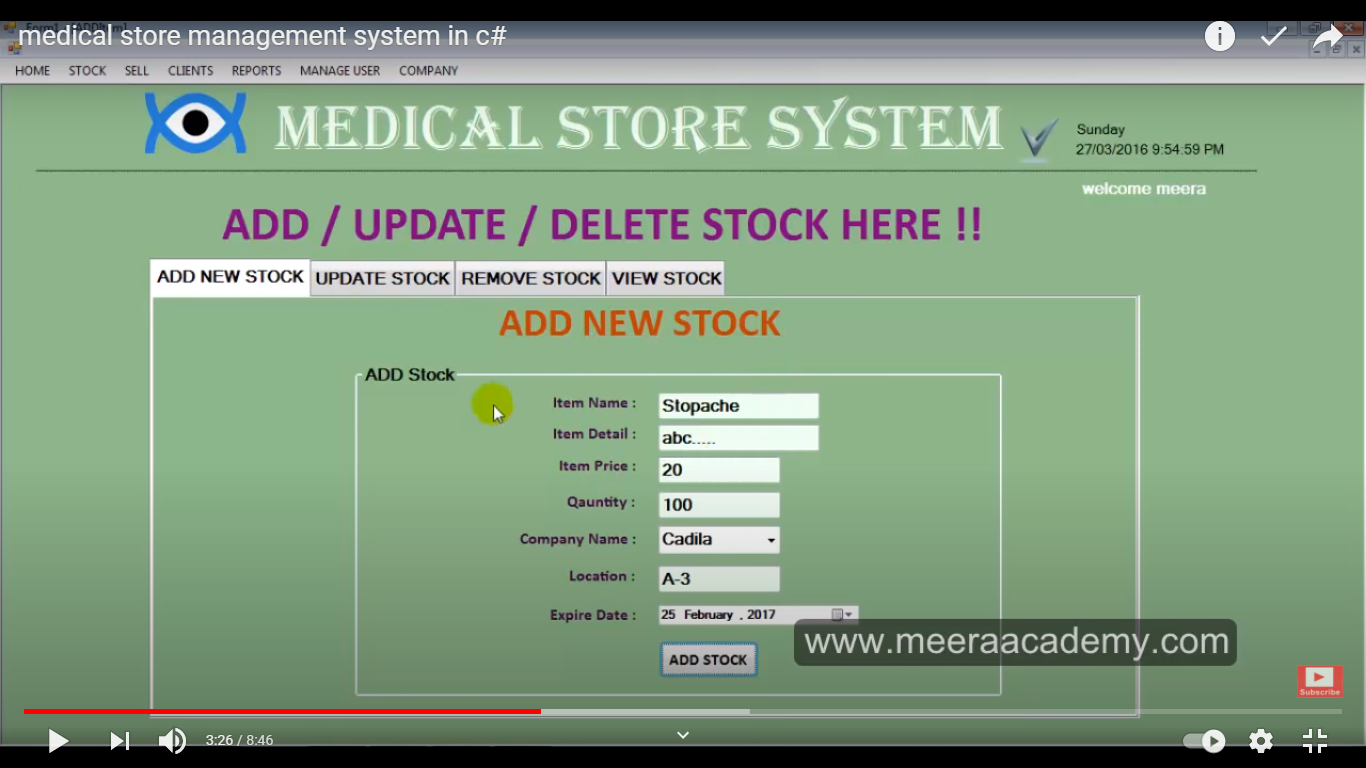 medical store management system in c#
HOME STOCK SELL CLIENTS REPORTS MANAGE USER COMPANY
MEDICAL STORE SYSTEM
Sunday
27/03/2016 9:54:59 PM
welcome meera
ADD / UPDATE / DELETE STOCK HERE !!
ADD NEW STOCK UPDATE STOCK REMOVE STOCK VIEW STOCK
ADD NEW STOCK
ADD Stock
Item Name : Stopache
Item Detail : abc.....
Item Price : 20
Qauntity : 100
Company Name : Cadila
Location : A-3
Expire Date : 25 February , 2017
www.meeraacademy.com
ADD STOCK
Subscribe
3:26 / 8:46